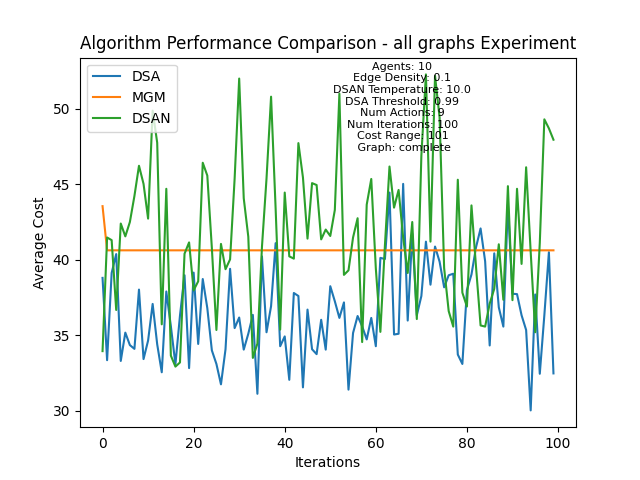 Algorithm Performance Comparison - all graphs Experiment
DSA
MGM
DSAN
Agents: 10
Edge Density: 0.1
DSAN Temperature: 10.0
DSA Threshold: 0.99
Num Actions: 9
Num Iterations: 100
Cost Range: 101
Graph: complete
Average Cost
50
45
40
35
30
0 20 40 60 80 100
Iterations